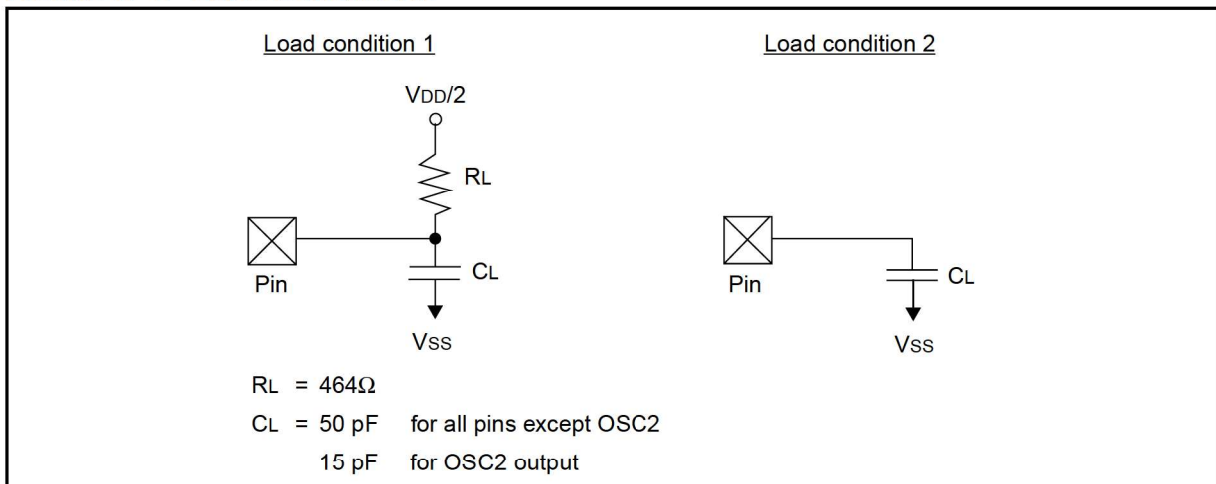 Load condition 1
Load condition 2
VDD/2
RL
Pin
CL
VSS
Pin
CL
VSS
RL = 464Ω
CL = 50 pF for all pins except OSC2
15 pF for OSC2 output